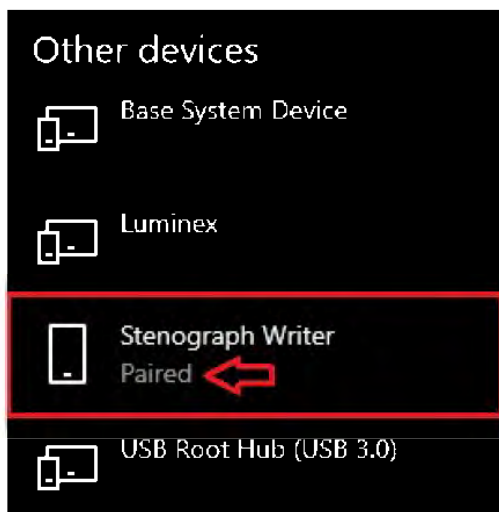 Other devices
Base System Device
Luminex
Stenograph Writer
Paired
USB Root Hub (USB 3.0)